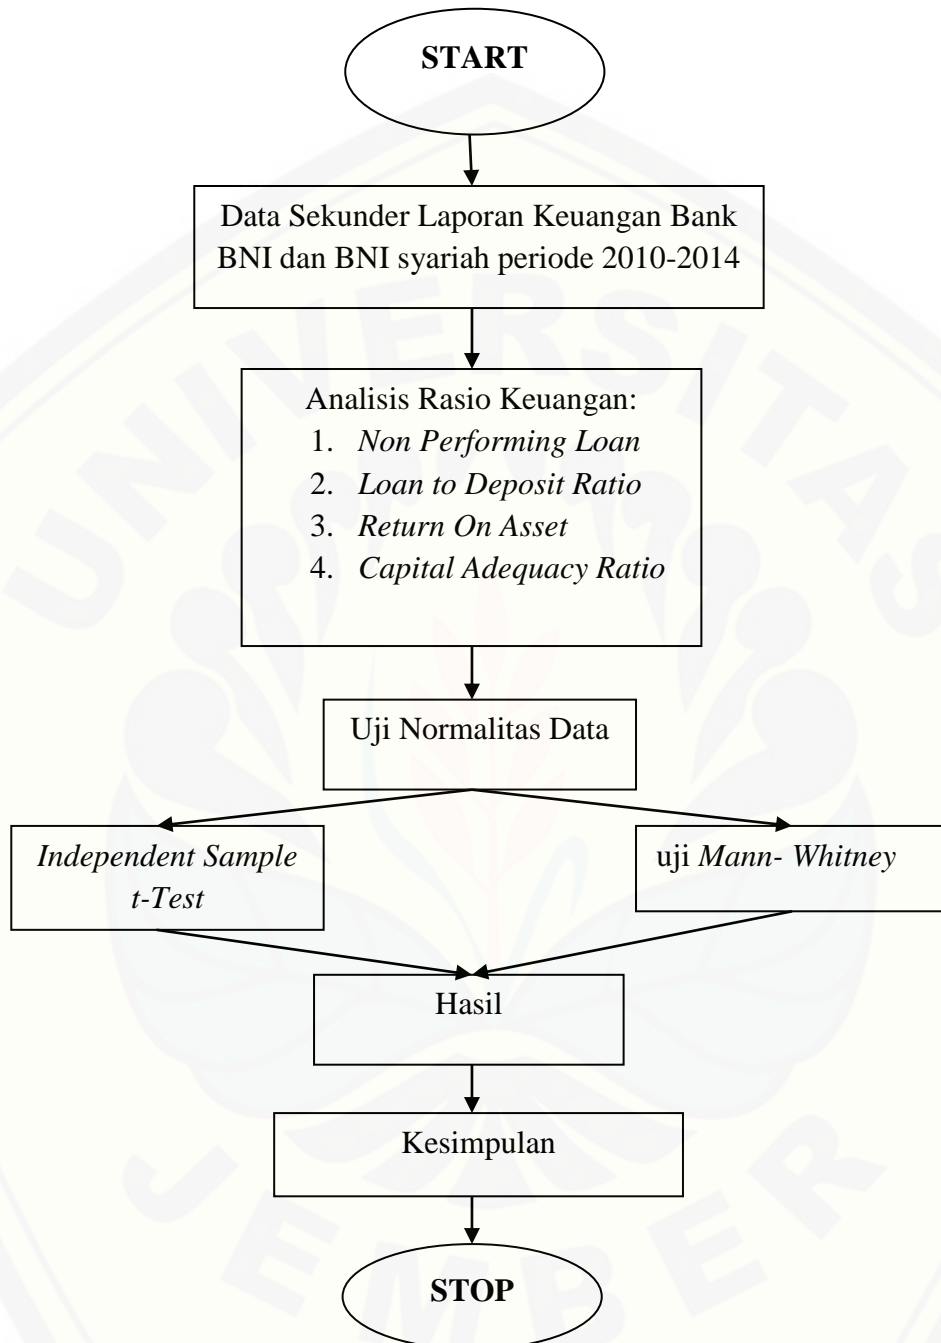 START
Data Sekunder Laporan Keuangan Bank
BNI dan BNI syariah periode 2010-2014
Analisis Rasio Keuangan:
1. Non Performing Loan
2. Loan to Deposit Ratio
3. Return On Asset
4. Capital Adequacy Ratio
Uji Normalitas Data
Independent Sample
t-Test
uji Mann- Whitney
Hasil
Kesimpulan
STOP
UNIVERSITAS
JEMBER